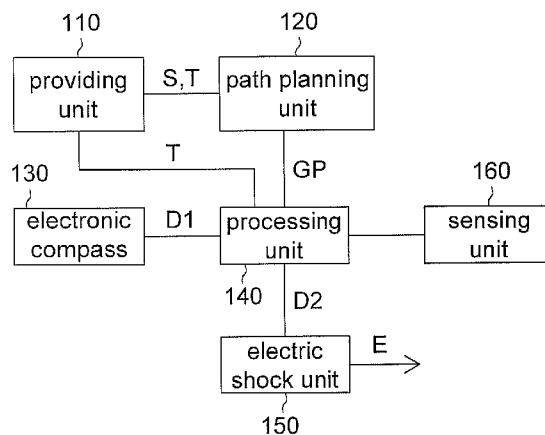 110
120
providing
unit
S,T
path planning
unit
T
GP
130
160
electronic
compass
D1
processing
unit
sensing
unit
140
D2
electric
shock unit
E
150